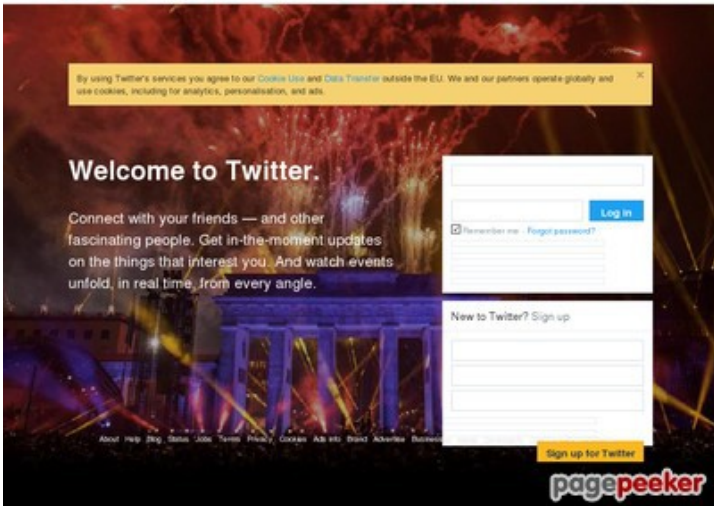 By using Twitter's services you agree to our Cookie Use and Data Transfer outside the EU. We and our partners operate globally and
use cookies, including for analytics, personalisation, and ads.
×
Welcome to Twitter.
Connect with your friends — and other
fascinating people. Get in-the-moment updates
on the things that interest you. And watch events
unfold, in real time, from every angle.
Log in
Remember me · Forgot password?
New to Twitter? Sign up
Sign up for Twitter
About Help Blog Status Jobs Terms Privacy Cookies Ads info Brand Advertise Business
pagepeeker